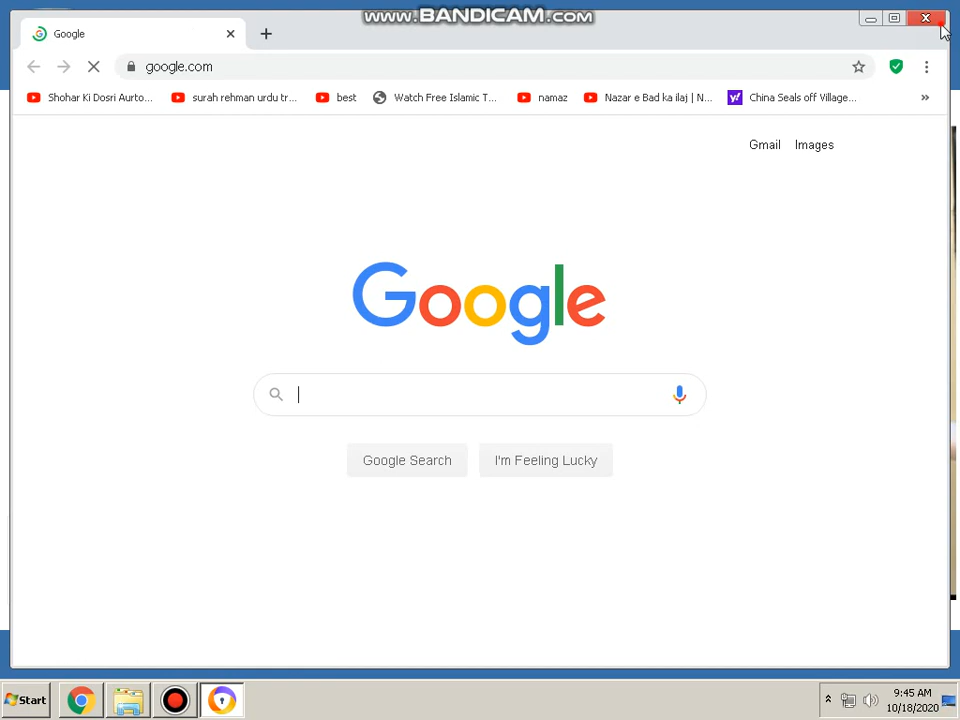 www.BANDICAM.com
Google
google.com
Shohar Ki Dosri Aurto...
surah rehman urdu tr...
best
Watch Free Islamic T...
namaz
Nazar e Bad ka ilaj | N...
y!
China Seals off Village...
»
Gmail
Images
Google
Google Search
I'm Feeling Lucky
Start
9:45 AM
10/18/2020